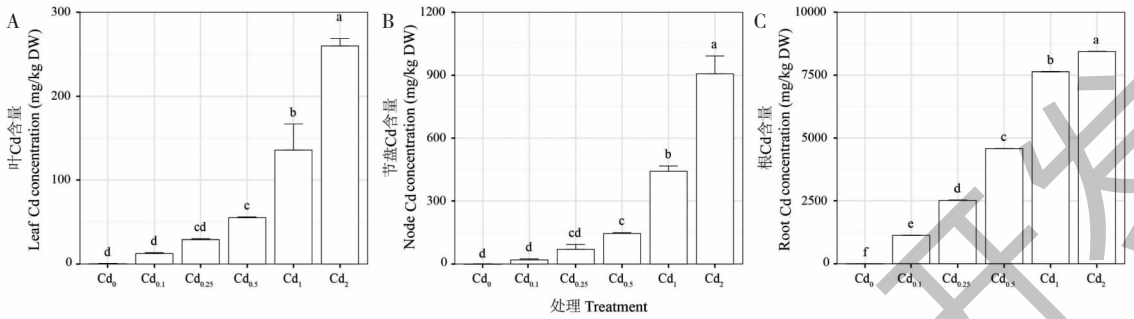 A
叶Cd含量
Leaf Cd concentration (mg/kg DW)
300
200
100
0
d
d
cd
c
b
a
Cd0
Cd0.1
Cd0.25
Cd0.5
Cd1
Cd2
B
节盘Cd含量
Node Cd concentration (mg/kg DW)
1200
900
600
300
0
d
d
cd
c
b
a
Cd0
Cd0.1
Cd0.25
Cd0.5
Cd1
Cd2
处理 Treatment
C
根Cd含量
Root Cd concentration (mg/kg DW)
10000
7500
5000
2500
0
f
e
d
c
b
a
Cd0
Cd0.1
Cd0.25
Cd0.5
Cd1
Cd2